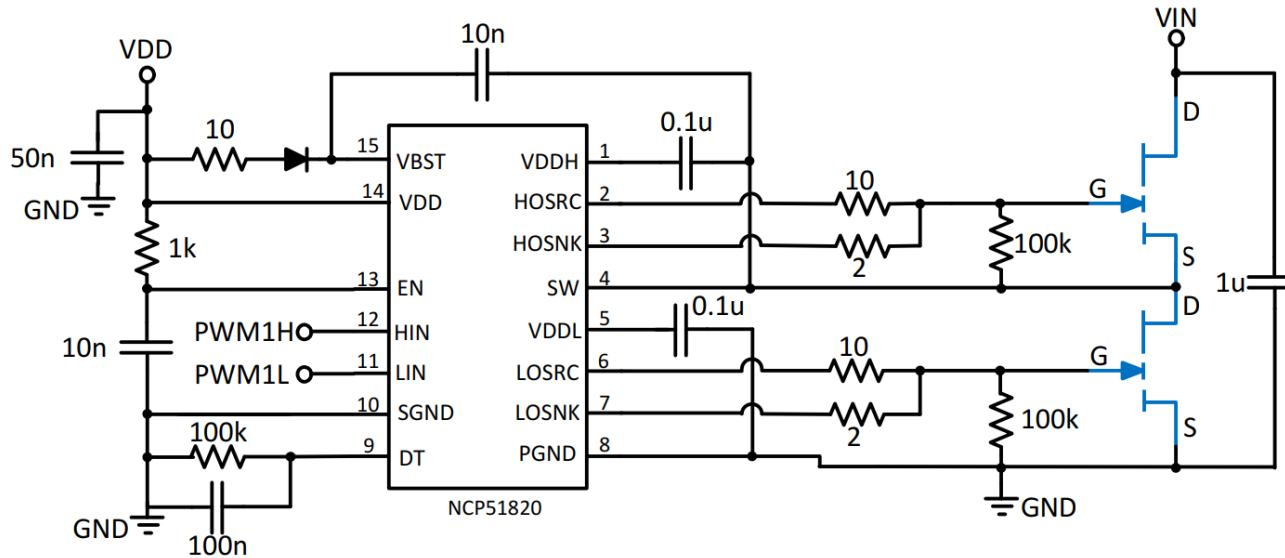 VIN
VDD
10n
D
10
0.1u
50n
15
VBST
VDDH
1
10
GND
14
VDD
HOSRC
2
G
1k
HOSNK
3
2
100k
S
13
EN
SW
4
1u
D
PWM1H
12
HIN
VDDL
5
0.1u
10n
PWM1L
11
LIN
LOSRC
6
10
G
10
SGND
LOSNK
7
2
100k
S
100k
9
DT
PGND
8
NCP51820
GND
GND
100n